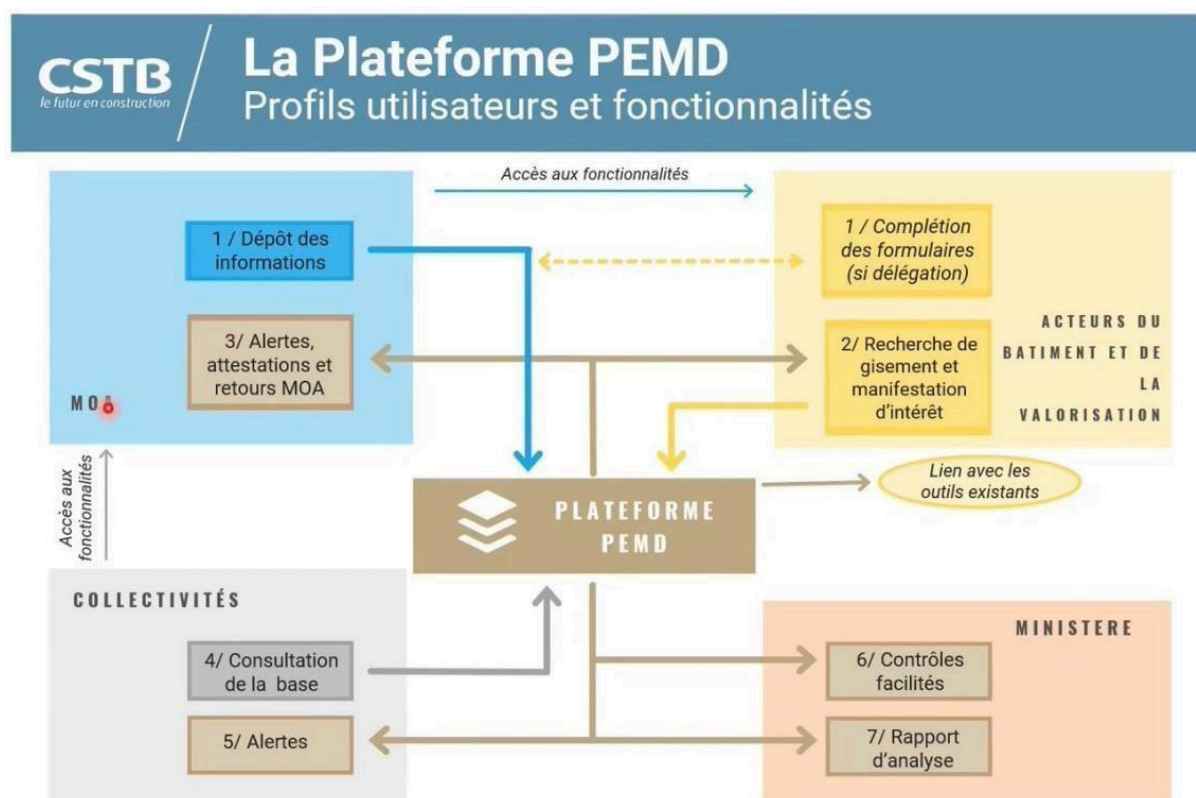 CSTB
le futur en construction
La Plateforme PEMD
Profils utilisateurs et fonctionnalités
Accès aux fonctionnalités
1 / Dépôt des
informations
3/ Alertes,
attestations et
retours MOA
MOA
1 / Complétion
des formulaires
(si délégation)
2/ Recherche de
gisement et
manifestation
d'intérêt
ACTEURS DU
BATIMENT ET DE
LA
VALORISATION
Accès aux
fonctionnalités
PLATEFORME
PEMD
Lien avec les
outils existants
COLLECTIVITÉS
4/ Consultation
de la base
5/ Alertes
MINISTERE
6/ Contrôles
facilités
7/ Rapport
d'analyse